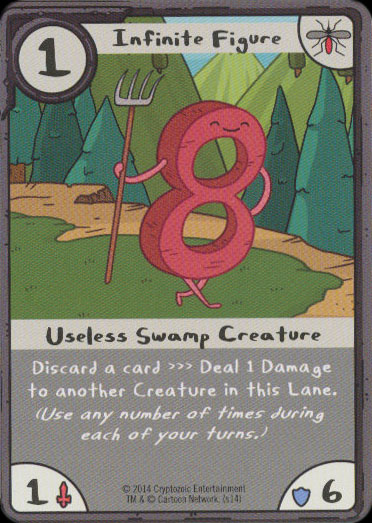 1
Infinite Figure
Useless Swamp Creature
Discard a card >>> Deal 1 Damage
to another Creature in this Lane.
(Use any number of times during
each of your turns.)
1
© 2014 Cryptozoic Entertainment
TM & © Cartoon Network. (s14)
6